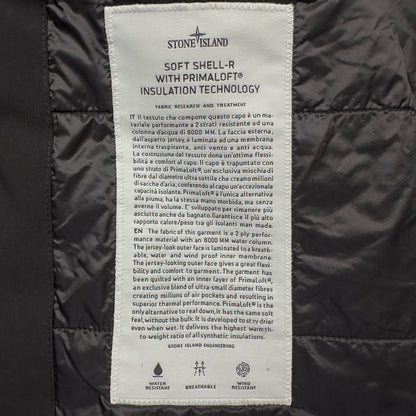 STONE ISLAND
SOFT SHELL-R
WITH PRIMALOFT®
INSULATION TECHNOLOGY
FABRIC RESEARCH AND TREATMENT
IT Il tessuto che compone questo capo è un ma-
teriale performante a 2 strati resistente ad una
colonna d'acqua di 8000 MM. La faccia esterna,
dall'aspetto jersey, è laminata ad una membrana
interna traspirante, anti vento e anti acqua.
La costruzione del tessuto dona un'ottima flessi-
bilità e comfort al capo. Il capo è trapuntato con
uno strato di PrimaLoft®, un'esclusiva mischia di
fibre dal diametro ultra sottile che creano milioni
di sacche d'aria, conferendo al capo un'eccezionale
capacità isolante. PrimaLoft® è l'unica alternativa
alla piuma, ha la stessa mano morbida, ma senza
averne il volume. E' sviluppato per rimanere più
asciutto anche da bagnato. Garantisce il più alto
rapporto calore/peso tra gli isolanti man made.
EN The fabric of this garment is a 2 ply perfor-
mance material with an 8000 MM water column.
The jersey-look outer face is laminated to a breath-
able, water and wind proof inner membrane.
The jersey-looking outer face gives a great flexi-
bility and comfort to garment. The garment has
been quilted with an inner layer of PrimaLoft®,
an exclusive blend of ultra-small diameter fibres
creating millions of air pockets and resulting in
superior thermal performance. PrimaLoft® is the
only alternative to real down, it has the same soft
feel, without the bulk. It is developed to stay drier
even when wet. It delivers the highest warmth-
to-weight ratio of all synthetic insulations.
STONE ISLAND ENGINEERING
WATER
RESISTANT
BREATHABLE
WIND
RESISTANT